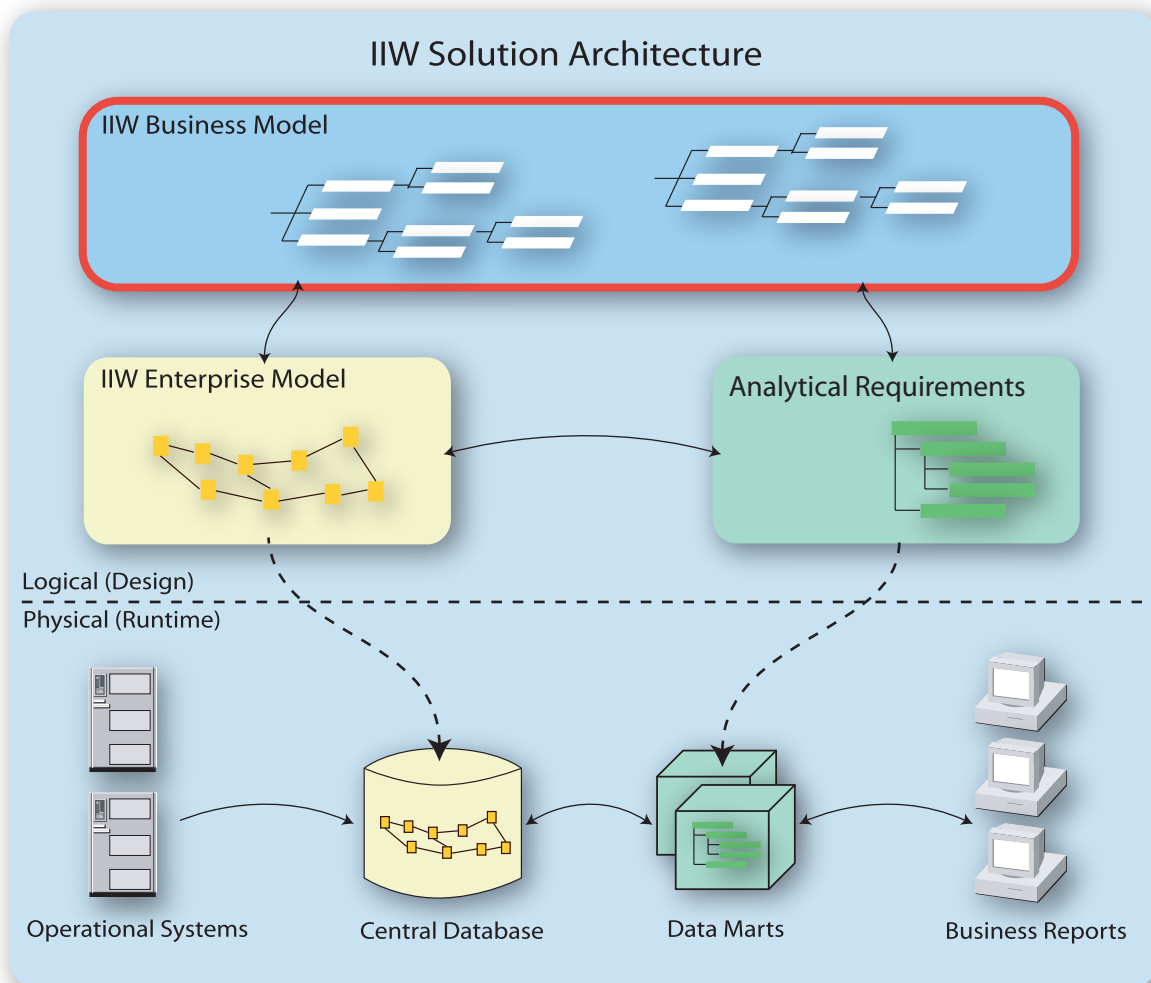 IIW Solution Architecture
IIW Business Model
IIW Enterprise Model
Analytical Requirements
Logical (Design)
Physical (Runtime)
Operational Systems
Central Database
Data Marts
Business Reports